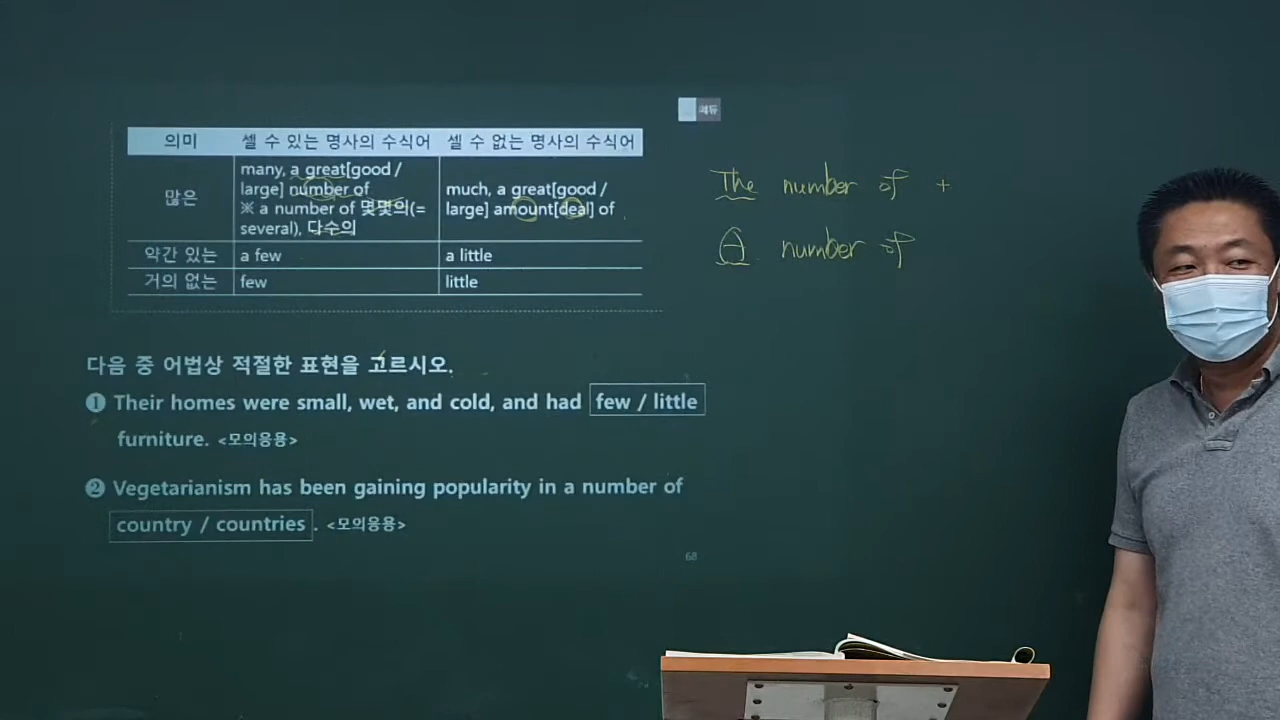 에듀
의미 셀 수 있는 명사의 수식어 셀 수 없는 명사의 수식어
많은
many, a great[good /
large] number of
※ a number of 몇몇의(=
several), 다수의
much, a great[good /
large] amount[deal] of
약간 있는 a few a little
거의 없는 few little
The number of +
A number of
다음 중 어법상 적절한 표현을 고르시오.
❶ Their homes were small, wet, and cold, and had few / little
furniture. <모의응용>
❷ Vegetarianism has been gaining popularity in a number of
country / countries . <모의응용>
68